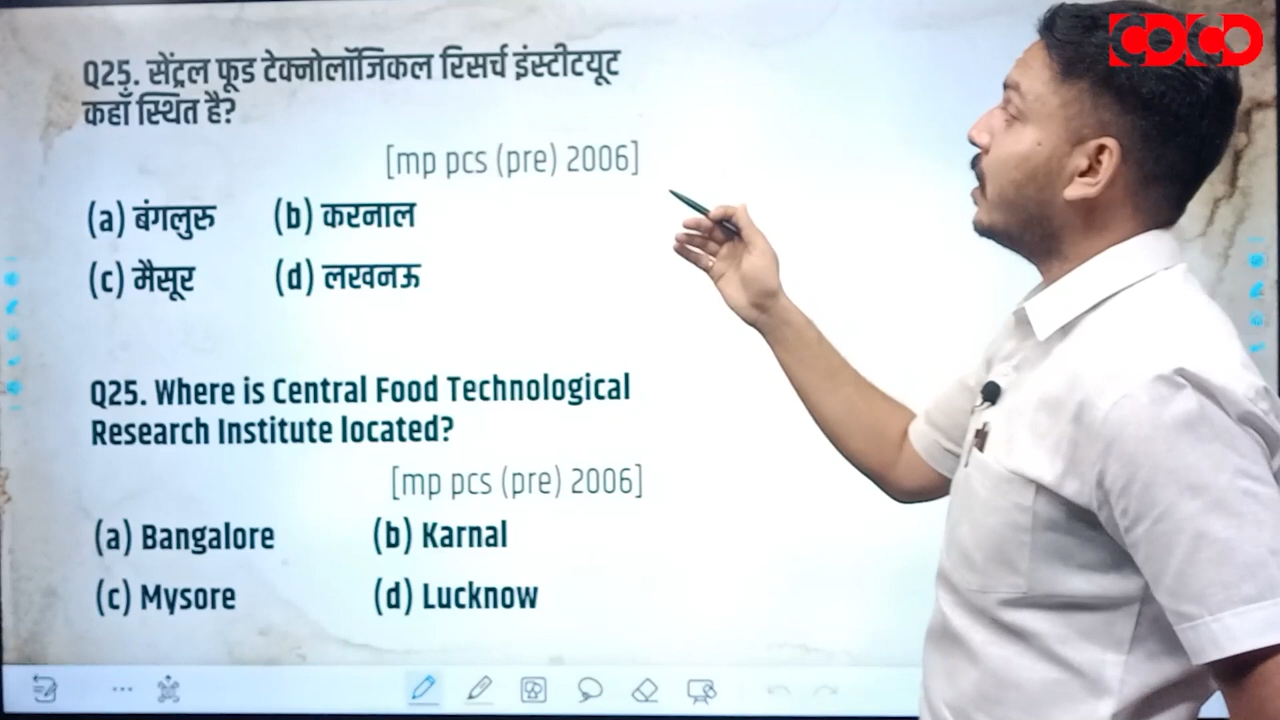 Q25. सेंट्रल फूड टेक्नोलॉजिकल रिसर्च इंस्टीटयूट
कहाँ स्थित है?
[mp pcs (pre) 2006]
(a) बंगलुरु (b) करनाल
(c) मैसूर (d) लखनऊ
Q25. Where is Central Food Technological
Research Institute located?
[mp pcs (pre) 2006]
(a) Bangalore (b) Karnal
(c) Mysore (d) Lucknow